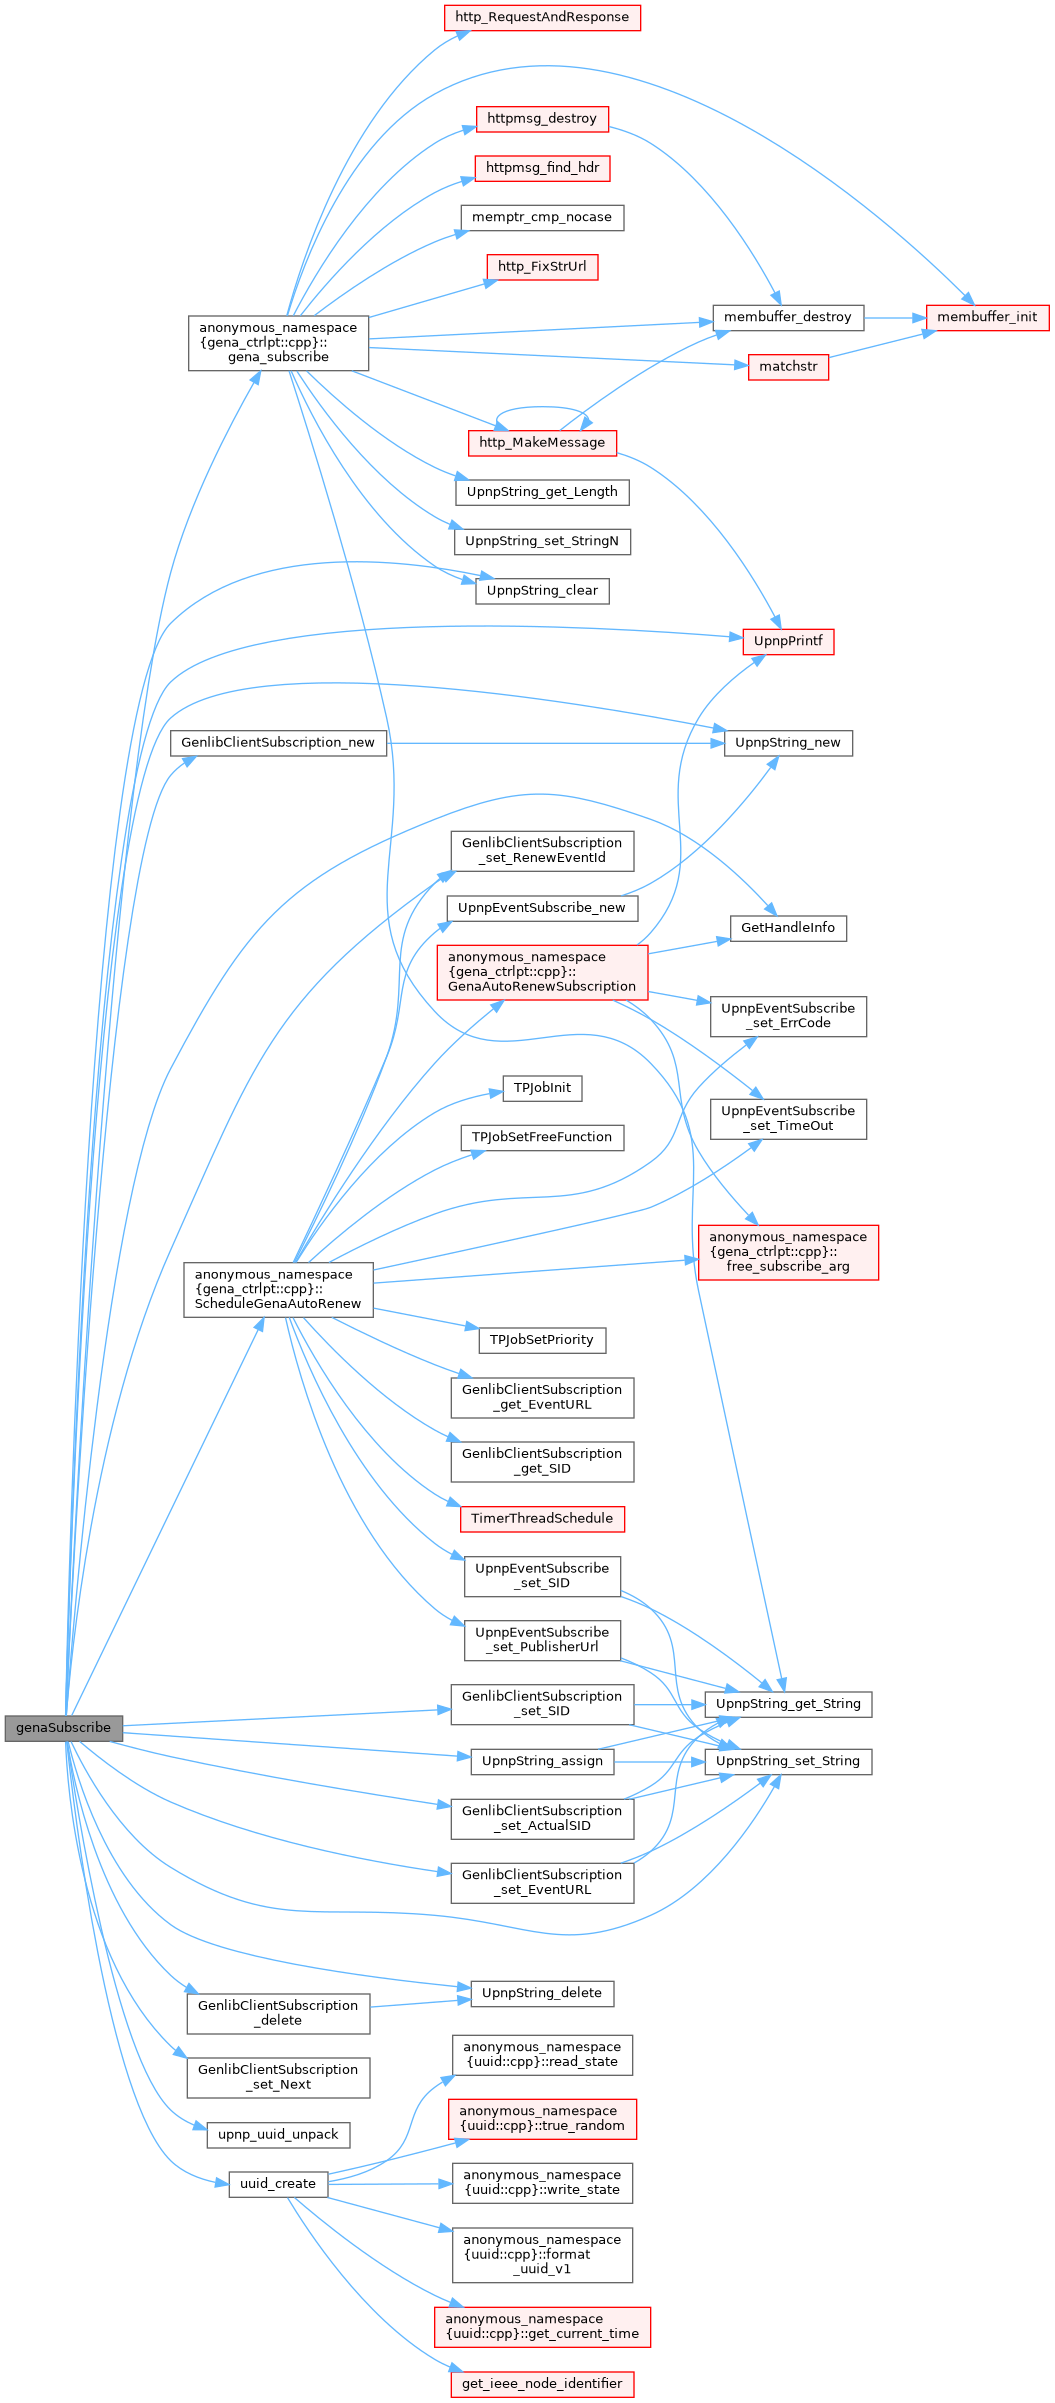 http_RequestAndResponse
httpmsg_destroy
httpmsg_find_hdr
memptr_cmp_nocase
http_FixStrUrl
membuffer_destroy
membuffer_init
anonymous_namespace
{gena_ctrlpt::cpp}::
gena_subscribe
matchstr
http_MakeMessage
UpnpString_get_Length
UpnpString_set_StringN
UpnpString_clear
UpnpPrintf
GenlibClientSubscription_new
UpnpString_new
GenlibClientSubscription
_set_RenewEventId
UpnpEventSubscribe_new
GetHandleInfo
anonymous_namespace
{gena_ctrlpt::cpp}::
GenaAutoRenewSubscription
UpnpEventSubscribe
_set_ErrCode
TPJobInit
UpnpEventSubscribe
_set_TimeOut
TPJobSetFreeFunction
anonymous_namespace
{gena_ctrlpt::cpp}::
free_subscribe_arg
anonymous_namespace
{gena_ctrlpt::cpp}::
ScheduleGenaAutoRenew
TPJobSetPriority
GenlibClientSubscription
_get_EventURL
GenlibClientSubscription
_get_SID
TimerThreadSchedule
UpnpEventSubscribe
_set_SID
UpnpEventSubscribe
_set_PublisherUrl
GenlibClientSubscription
_set_SID
UpnpString_get_String
genaSubscribe
UpnpString_assign
UpnpString_set_String
GenlibClientSubscription
_set_ActualSID
GenlibClientSubscription
_set_EventURL
UpnpString_delete
GenlibClientSubscription
_delete
anonymous_namespace
{uuid::cpp}::read_state
GenlibClientSubscription
_set_Next
anonymous_namespace
{uuid::cpp}::true_random
upnp_uuid_unpack
uuid_create
anonymous_namespace
{uuid::cpp}::write_state
anonymous_namespace
{uuid::cpp}::format
_uuid_v1
anonymous_namespace
{uuid::cpp}::get_current_time
get_ieee_node_identifier